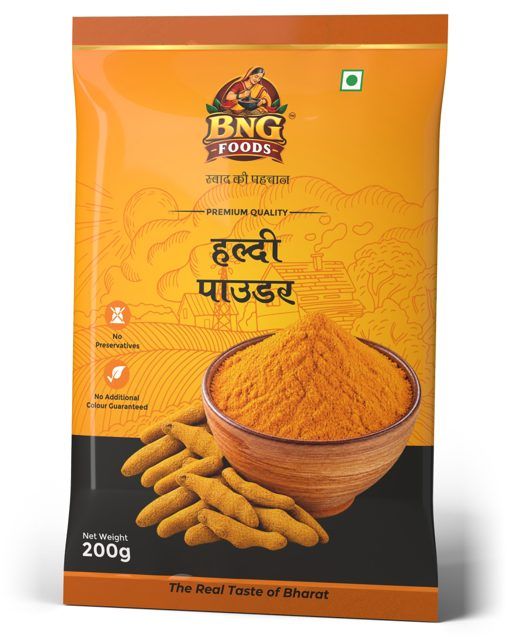 BNG
FOODS
™
स्वाद की पहचान
PREMIUM QUALITY
हल्दी
पाउडर
No
Preservatives
No Additional
Colour Guaranteed
Net Weight
200g
The Real Taste of Bharat